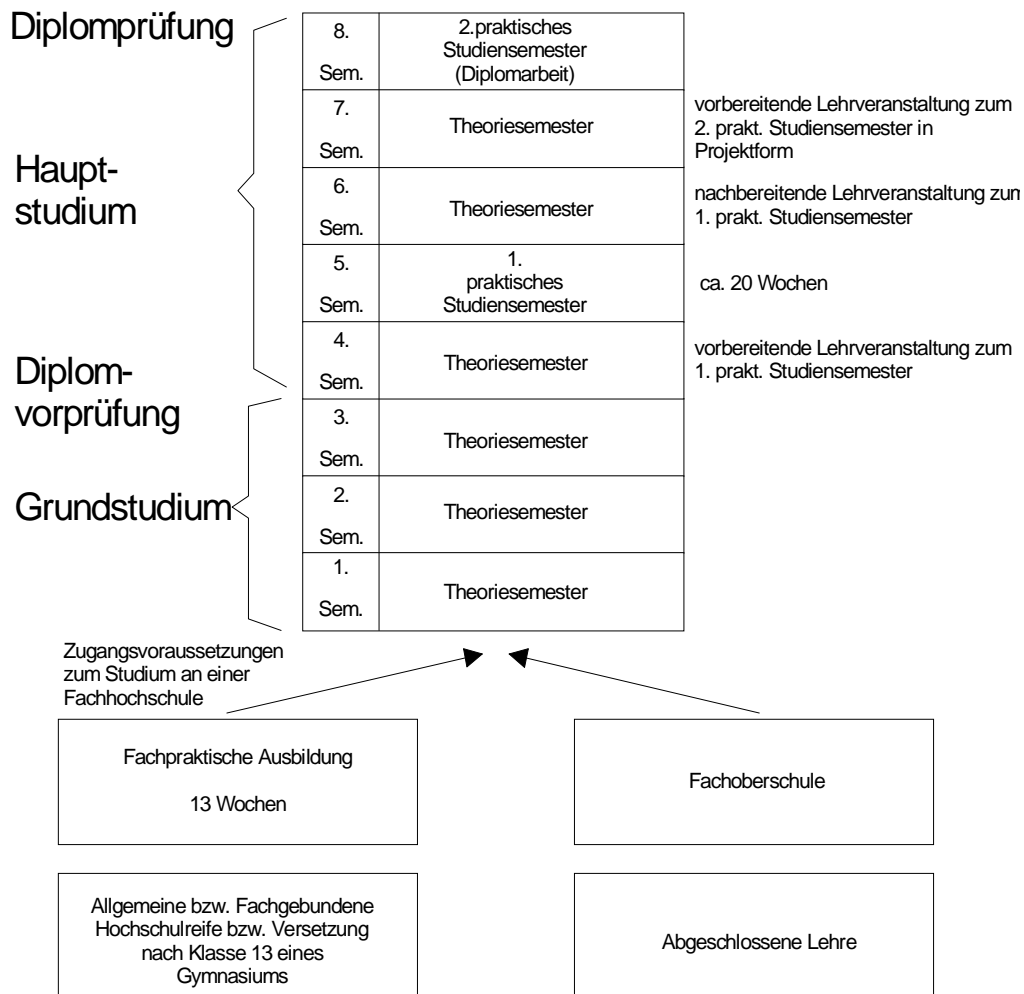 Diplomprüfung
8.
Sem.
2.praktisches
Studiensemester
(Diplomarbeit)
7.
Sem.
Theoriesemester
vorbereitende Lehrveranstaltung zum
2. prakt. Studiensemester in
Projektform
Haupt-
studium
6.
Sem.
Theoriesemester
nachbereitende Lehrveranstaltung zum
1. prakt. Studiensemester
5.
Sem.
1.
praktisches
Studiensemester
ca. 20 Wochen
4.
Sem.
Theoriesemester
vorbereitende Lehrveranstaltung zum
1. prakt. Studiensemester
Diplom-
vorprüfung
3.
Sem.
Theoriesemester
Grundstudium
2.
Sem.
Theoriesemester
1.
Sem.
Theoriesemester
Zugangsvoraussetzungen
zum Studium an einer
Fachhochschule
Fachpraktische Ausbildung
13 Wochen
Fachoberschule
Allgemeine bzw. Fachgebundene
Hochschulreife bzw. Versetzung
nach Klasse 13 eines
Gymnasiums
Abgeschlossene Lehre